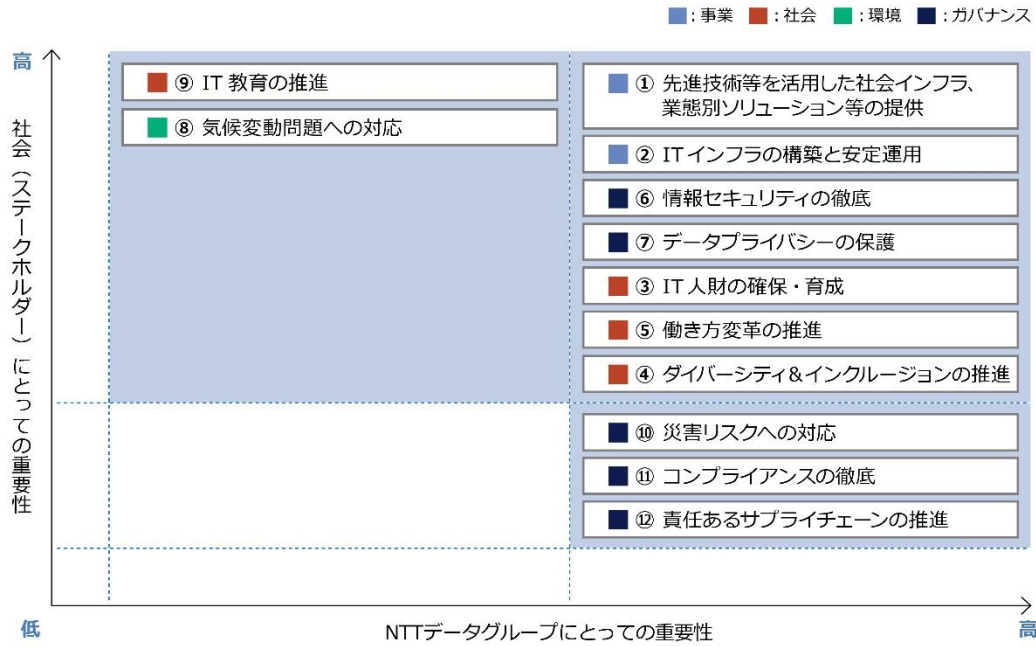 ：事業 ：社会 ：環境 ：ガバナンス
高
社会（ステークホルダー）にとっての重要性
⑨ IT 教育の推進
⑧ 気候変動問題への対応
① 先進技術等を活用した社会インフラ、
業態別ソリューション等の提供
② IT インフラの構築と安定運用
⑥ 情報セキュリティの徹底
⑦ データプライバシーの保護
③ IT 人財の確保・育成
⑤ 働き方変革の推進
④ ダイバーシティ＆インクルージョンの推進
⑩ 災害リスクへの対応
⑪ コンプライアンスの徹底
⑫ 責任あるサプライチェーンの推進
低
NTTデータグループにとっての重要性
高